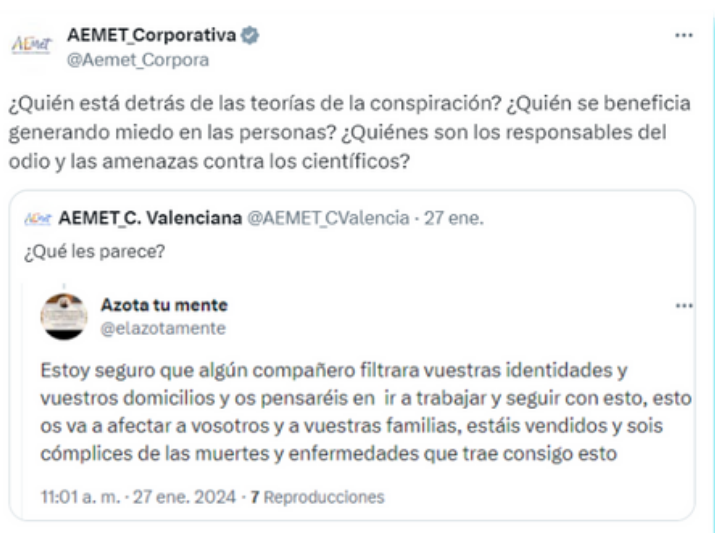 AEmet
AEMET_Corporativa
@Aemet_Corpora
¿Quién está detrás de las teorías de la conspiración? ¿Quién se beneficia
generando miedo en las personas? ¿Quiénes son los responsables del
odio y las amenazas contra los científicos?
AEmet AEMET_C. Valenciana @AEMET_CValencia · 27 ene.
¿Qué les parece?
Azota tu mente
@elazotamente
Estoy seguro que algún compañero filtrara vuestras identidades y
vuestros domicilios y os pensaréis en ir a trabajar y seguir con esto, esto
os va a afectar a vosotros y a vuestras familias, estáis vendidos y sois
cómplices de las muertes y enfermedades que trae consigo esto
11:01 a. m. · 27 ene. 2024 · 7 Reproducciones